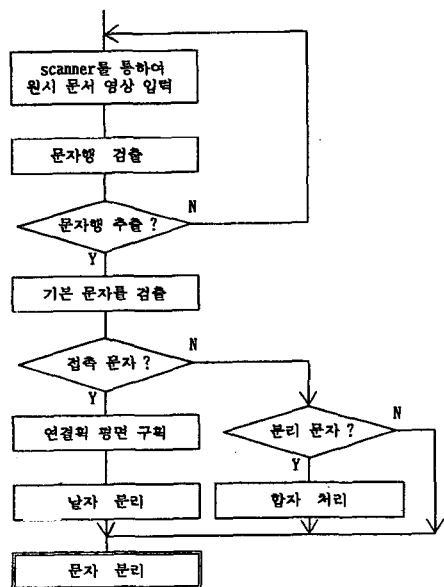 scanner를 통하여
원시 문서 영상 입력
문자행 검출
문자행 추출 ?
N
Y
기본 문자를 검출
접촉 문자 ?
N
Y
연결획 평면 구획
분리 문자 ?
N
Y
낱자 분리
합자 처리
문자 분리